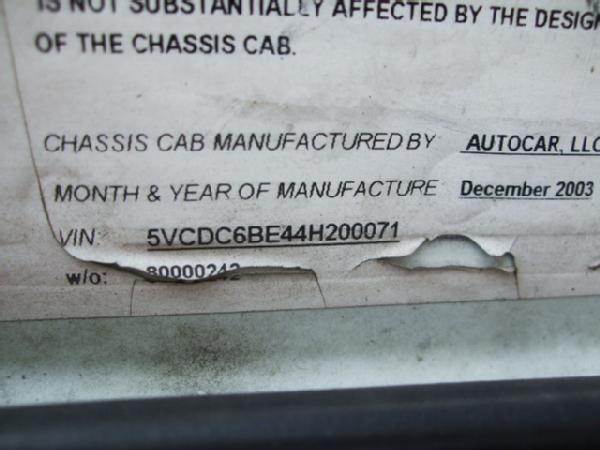 IS NOT SUBSTANTIALLY AFFECTED BY THE DESIGN
OF THE CHASSIS CAB.
CHASSIS CAB MANUFACTURED BY AUTOCAR, LLC
MONTH & YEAR OF MANUFACTURE December 2003
VIN: 5VCDC6BE44H200071
w/o: 80000242